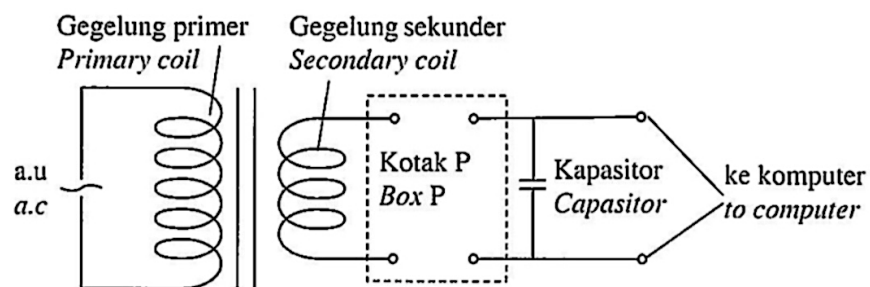 Gegelung primer
Primary coil
Gegelung sekunder
Secondary coil
a.u
a.c
Kotak P
Box P
Kapasitor
Capasitor
ke komputer
to computer